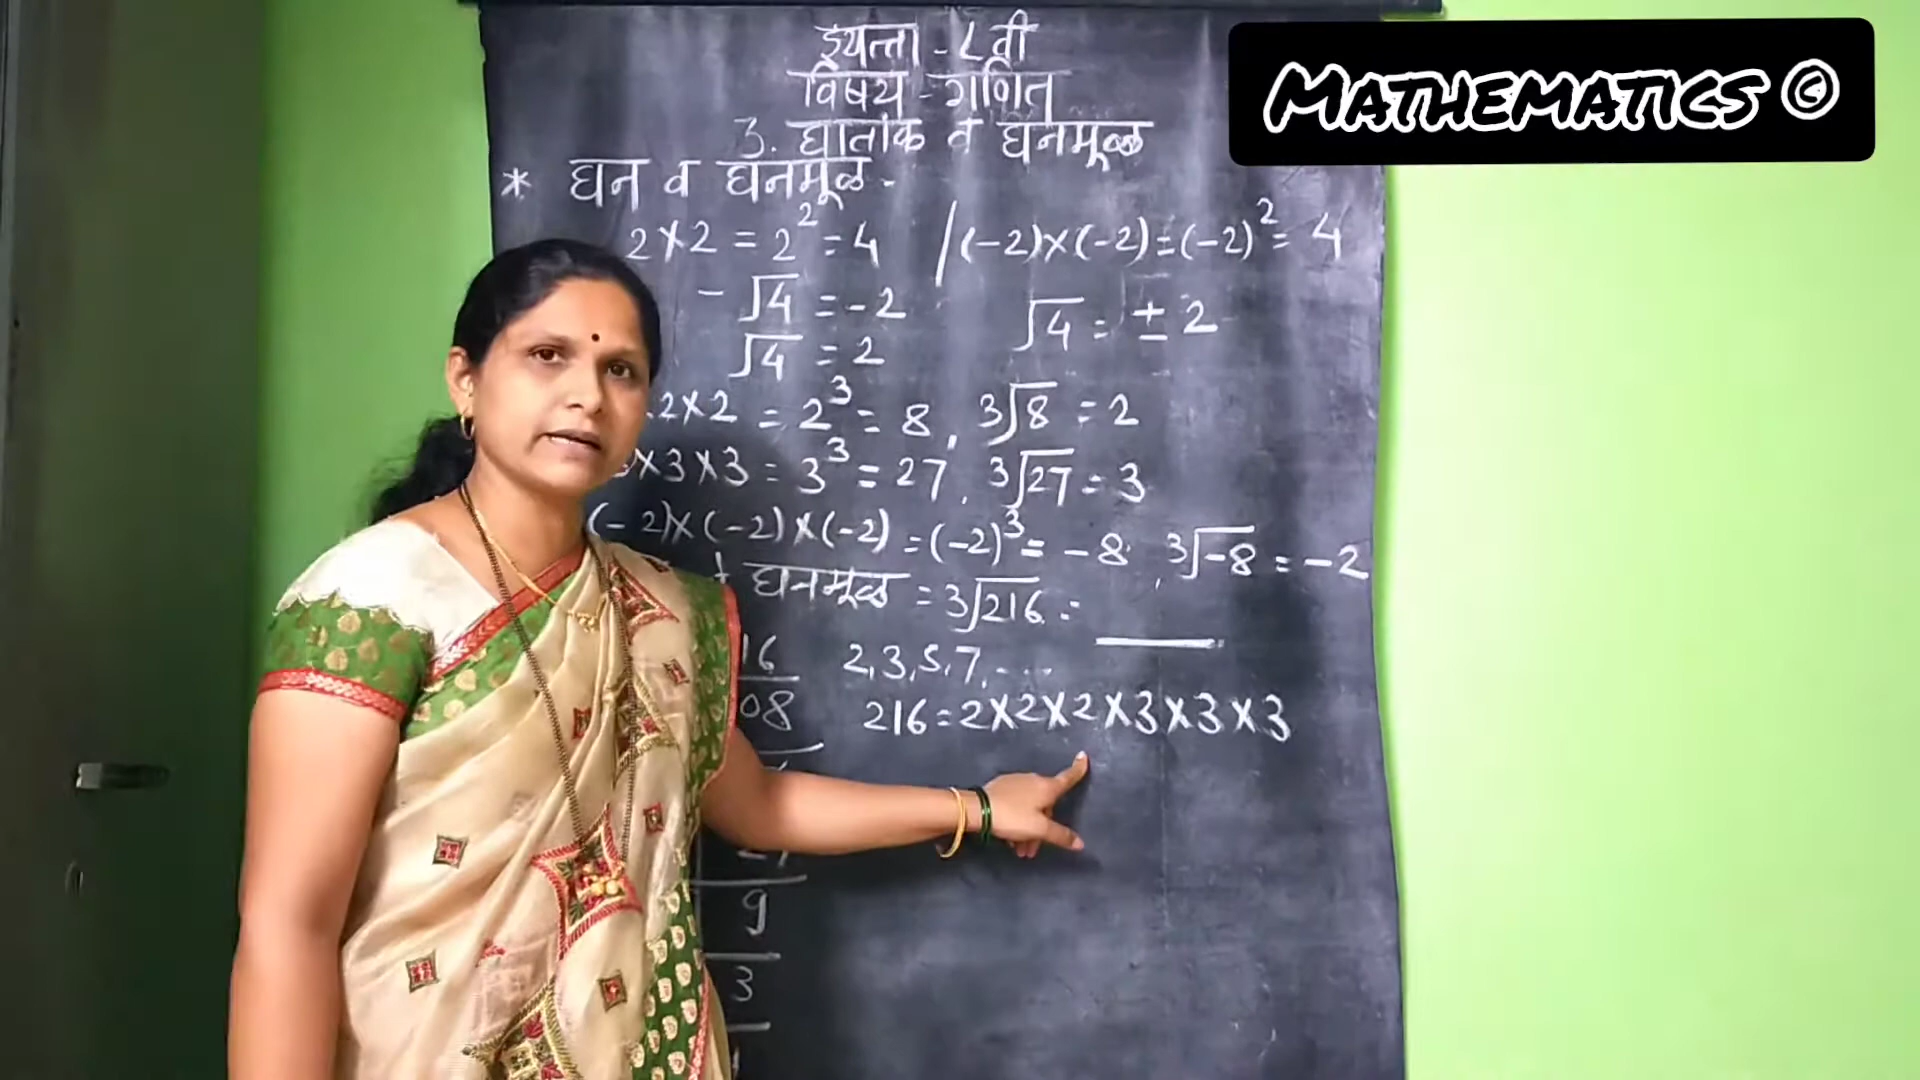 MATHEMATICS ©
इयत्ता - ८ वी
विषय - गणित
3. घातांक व घनमूळ
* घन व घनमूळ -
2×2 = 2² = 4 / (-2)×(-2) = (-2)² = 4
- √4 = -2 √4 = ± 2
√4 = 2
2×2 = 2³ = 8 , ³√8 = 2
×3×3 = 3³ = 27 , ³√27 = 3
(-2)×(-2)×(-2) = (-2)³ = -8 , ³√-8 = -2
घनमूळ = ³√216 =
16 2,3,5,7,....
08 216 = 2×2×2×3×3×3
9
3